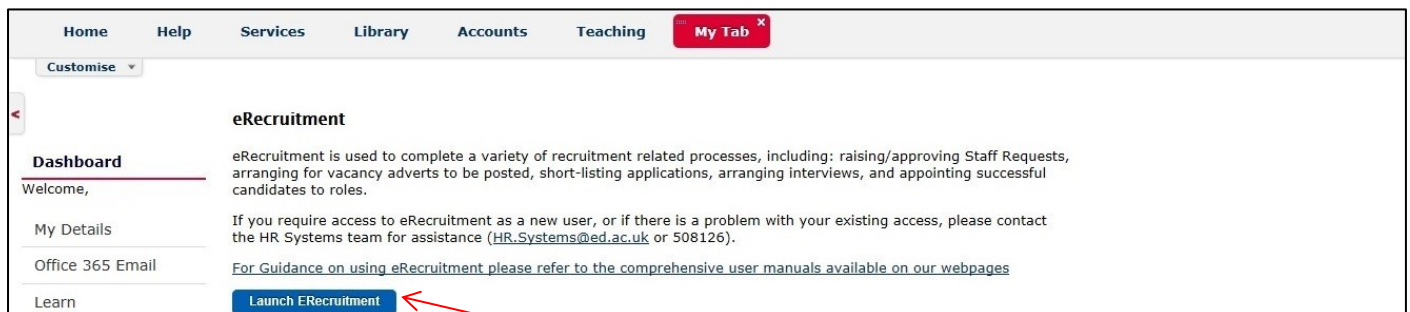 Home Help Services Library Accounts Teaching My Tab x
Customise
<
eRecruitment
eRecruitment is used to complete a variety of recruitment related processes, including: raising/approving Staff Requests,
arranging for vacancy adverts to be posted, short-listing applications, arranging interviews, and appointing successful
candidates to roles.
If you require access to eRecruitment as a new user, or if there is a problem with your existing access, please contact
the HR Systems team for assistance (HR.Systems@ed.ac.uk or 508126).
For Guidance on using eRecruitment please refer to the comprehensive user manuals available on our webpages
Launch ERecruitment
Dashboard
Welcome,
My Details
Office 365 Email
Learn